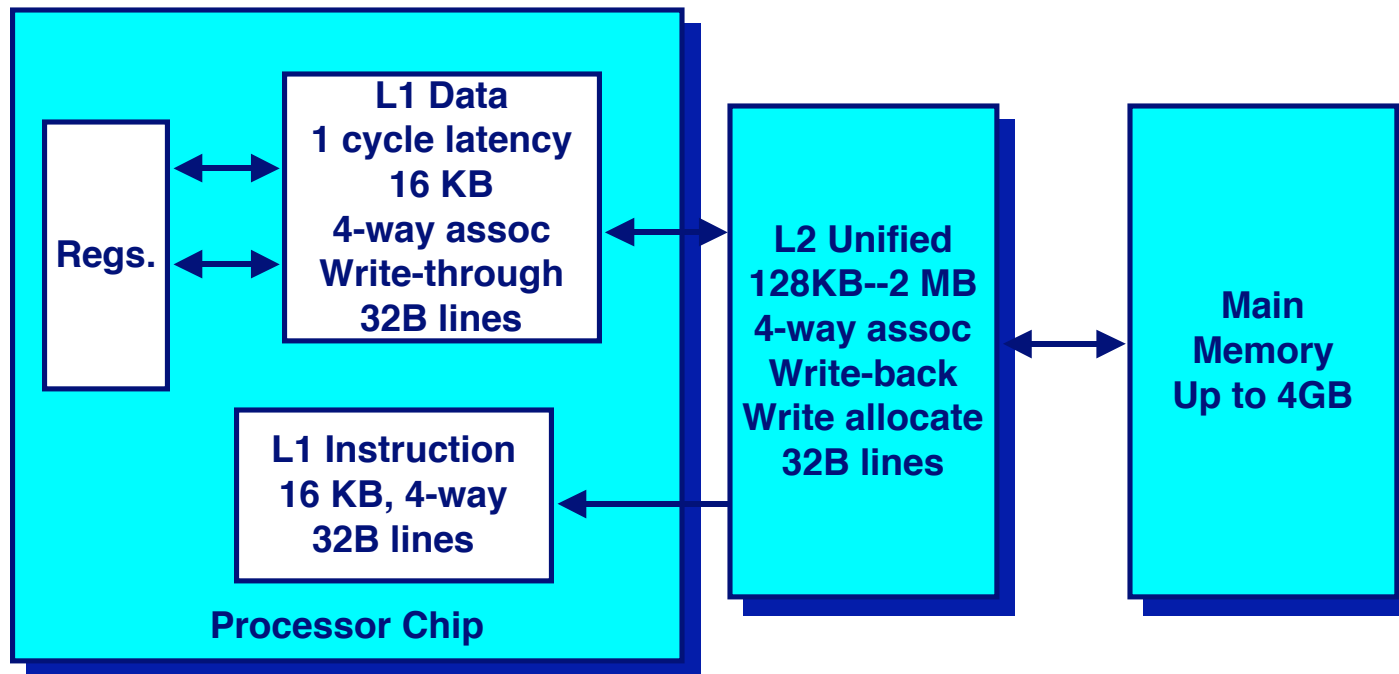 Regs.
L1 Data
1 cycle latency
16 KB
4-way assoc
Write-through
32B lines
L1 Instruction
16 KB, 4-way
32B lines
Processor Chip
L2 Unified
128KB--2 MB
4-way assoc
Write-back
Write allocate
32B lines
Main
Memory
Up to 4GB